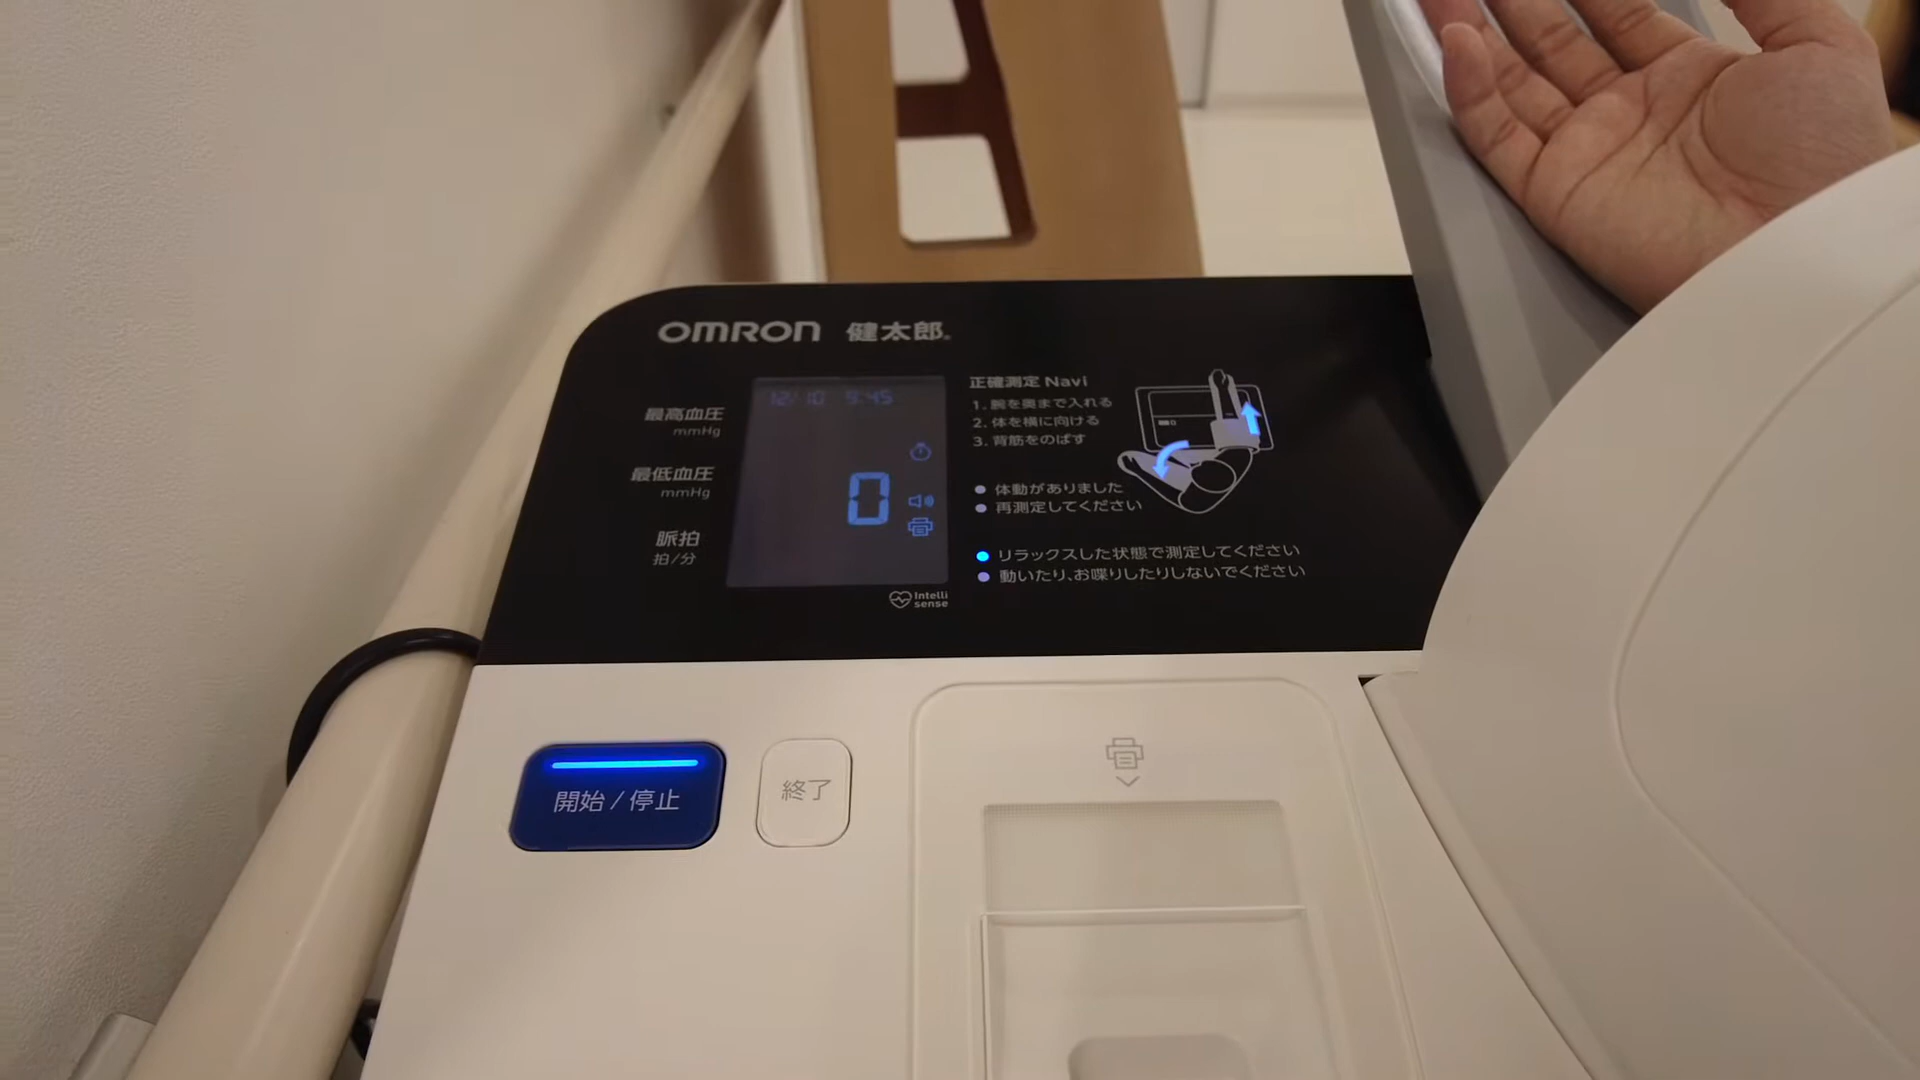 OMRON 健太郎
最高血圧
mmHg
最低血圧
mmHg
脈拍
拍/分
12/10 9:45
0
Intelli
sense
正確測定 Navi
1. 腕を奥まで入れる
2. 体を横に向ける
3. 背筋をのばす
体動がありました
再測定してください
リラックスした状態で測定してください
動いたり、お喋りしたりしないでください
開始 / 停止
終了